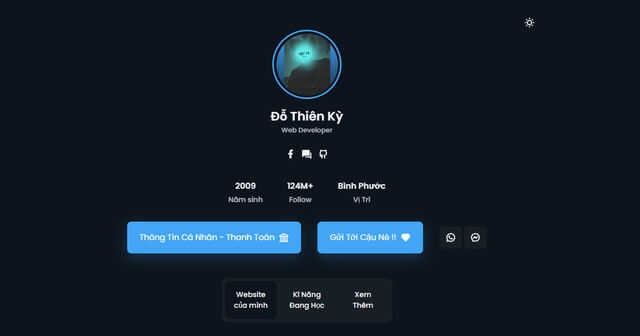 Đỗ Thiên Kỳ
Web Developer
2009 124M+ Bình Phước
Năm sinh Follow Vị Trí
Thông Tin Cá Nhân - Thanh Toán Gửi Tới Cậu Nè !!
Website Kĩ Năng Xem
của mình Đang Học Thêm